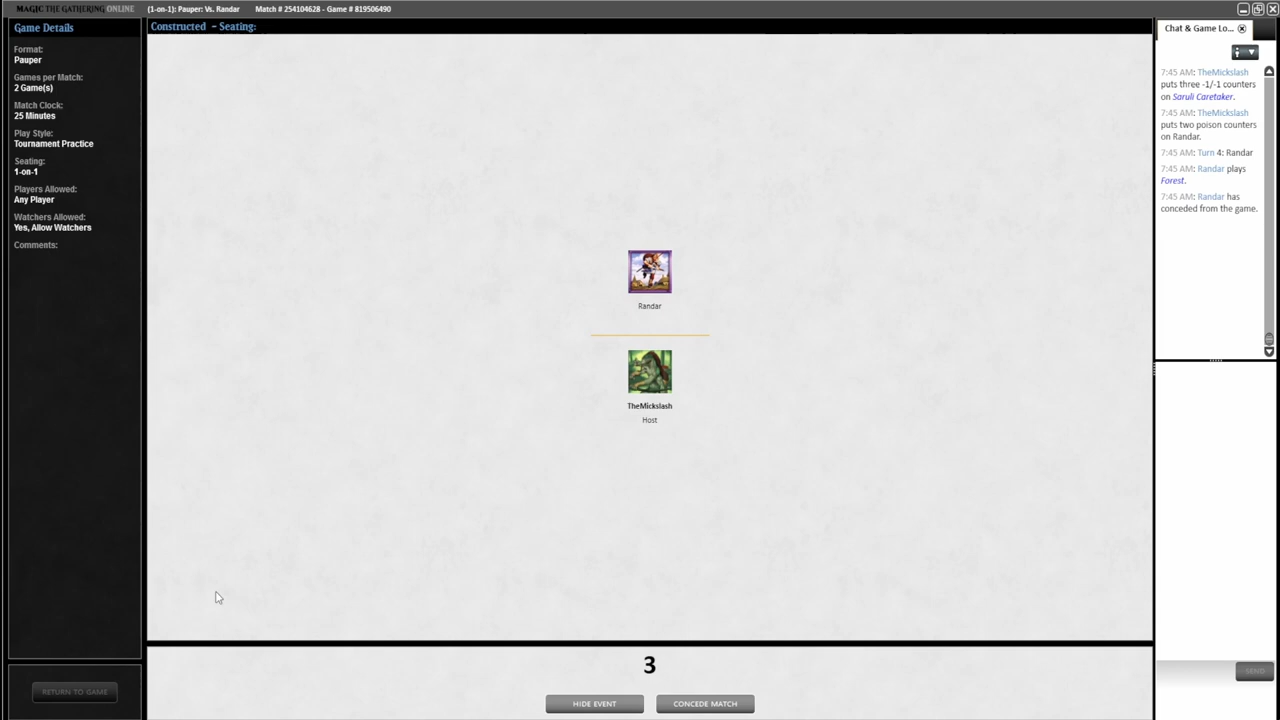 MAGIC THE GATHERING ONLINE
(1-on-1): Pauper: Vs. Randar
Match # 254104628 - Game # 819506490
Game Details
Format:
Pauper
Games per Match:
2 Game(s)
Match Clock:
25 Minutes
Play Style:
Tournament Practice
Seating:
1-on-1
Players Allowed:
Any Player
Watchers Allowed:
Yes, Allow Watchers
Comments:
RETURN TO GAME
Constructed - Seating:
Randar
TheMickslash
Host
3
HIDE EVENT
CONCEDE MATCH
Chat & Game Lo...
7:45 AM: TheMickslash
puts three -1/-1 counters
on Saruli Caretaker.
7:45 AM: TheMickslash
puts two poison counters
on Randar.
7:45 AM: Turn 4: Randar
7:45 AM: Randar plays
Forest.
7:45 AM: Randar has
conceded from the game.
SEND